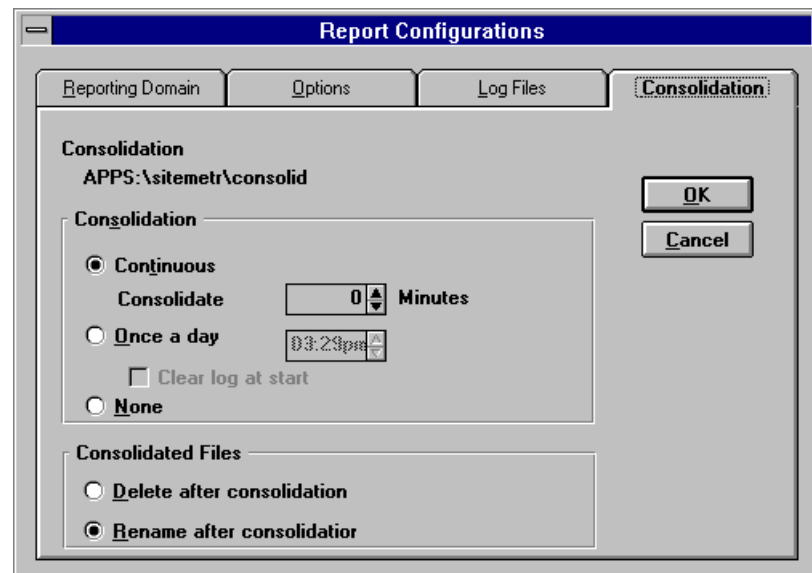 Report Configurations
Reporting Domain Options Log Files Consolidation
Consolidation
APPS:\sitemetr\consolid
OK
Cancel
Consolidation
Continuous
Consolidate 0 Minutes
Once a day 03:29pm
Clear log at start
None
Consolidated Files
Delete after consolidation
Rename after consolidatior